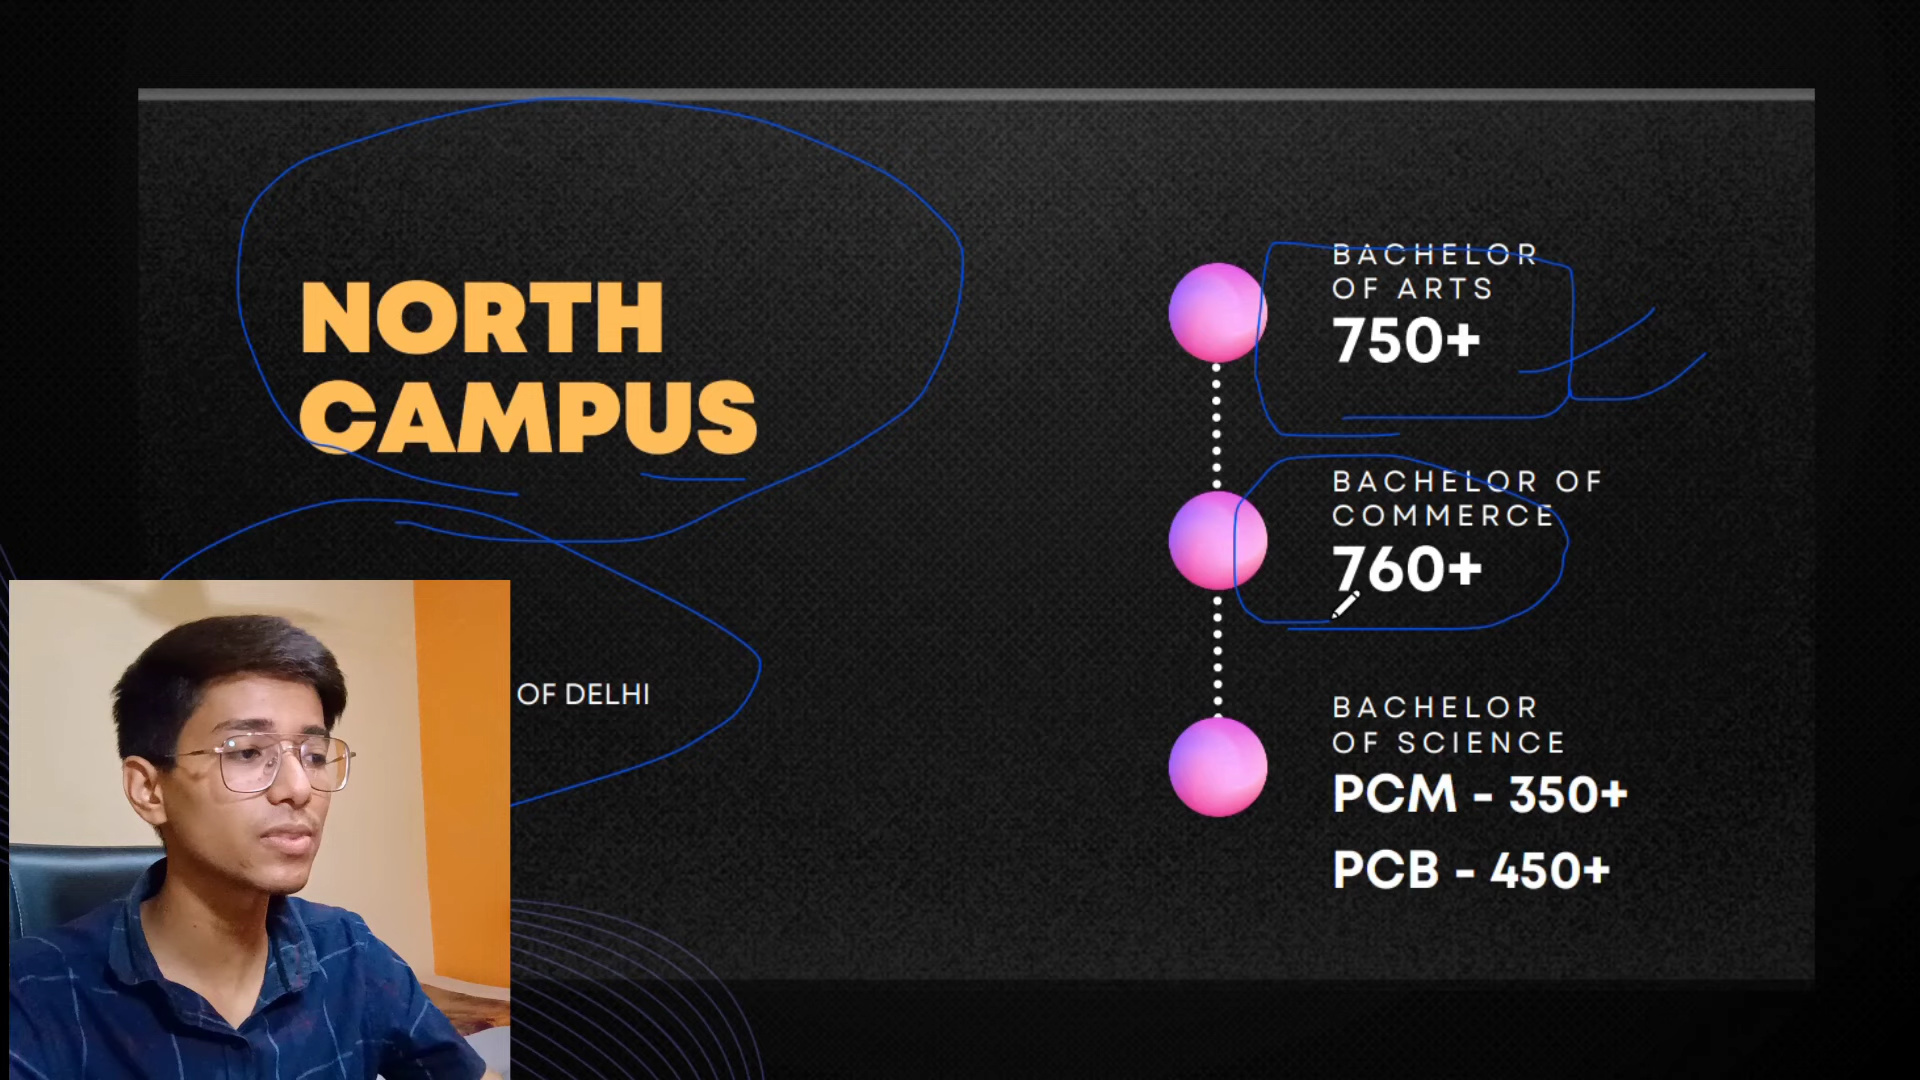 NORTH
CAMPUS
OF DELHI
BACHELOR
OF ARTS
750+
BACHELOR OF
COMMERCE
760+
BACHELOR
OF SCIENCE
PCM - 350+
PCB - 450+